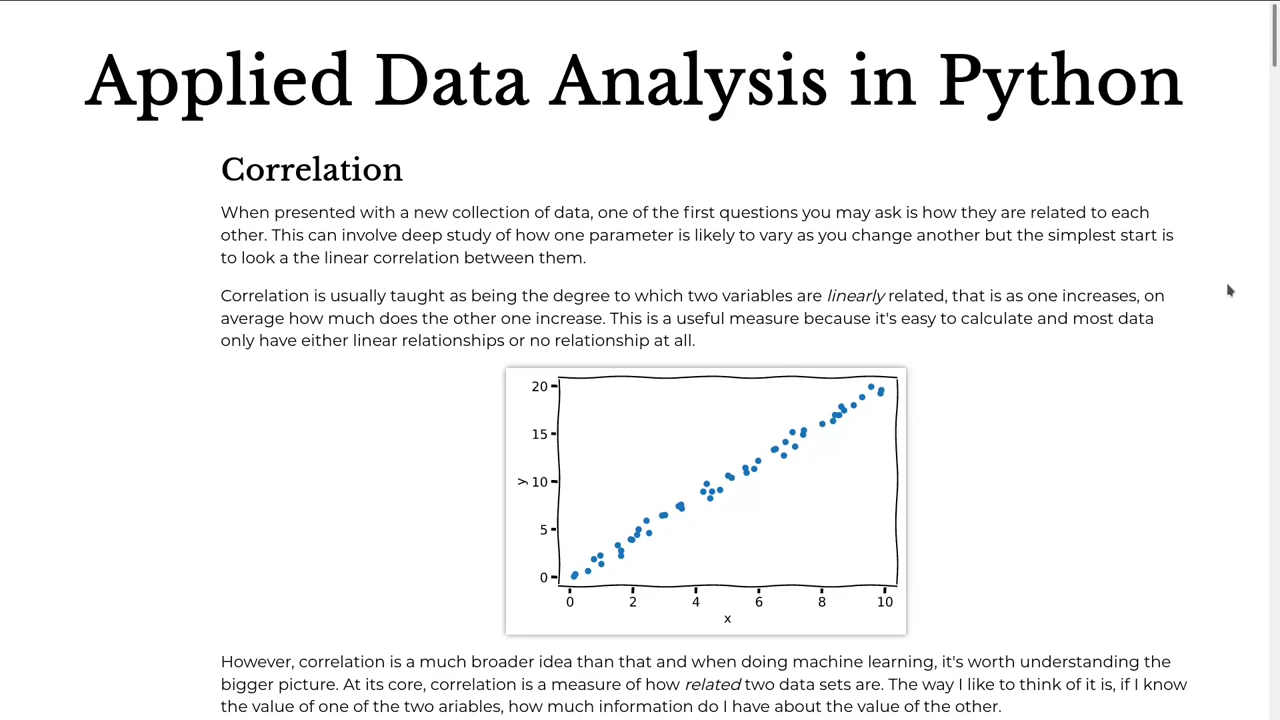 Applied Data Analysis in Python
Correlation
When presented with a new collection of data, one of the first questions you may ask is how they are related to each
other. This can involve deep study of how one parameter is likely to vary as you change another but the simplest start is
to look a the linear correlation between them.
Correlation is usually taught as being the degree to which two variables are linearly related, that is as one increases, on
average how much does the other one increase. This is a useful measure because it's easy to calculate and most data
only have either linear relationships or no relationship at all.
20
15
y 10
5
0
0 2 4 6 8 10
x
However, correlation is a much broader idea than that and when doing machine learning, it's worth understanding the
bigger picture. At its core, correlation is a measure of how related two data sets are. The way I like to think of it is, if I know
the value of one of the two ariables, how much information do I have about the value of the other.